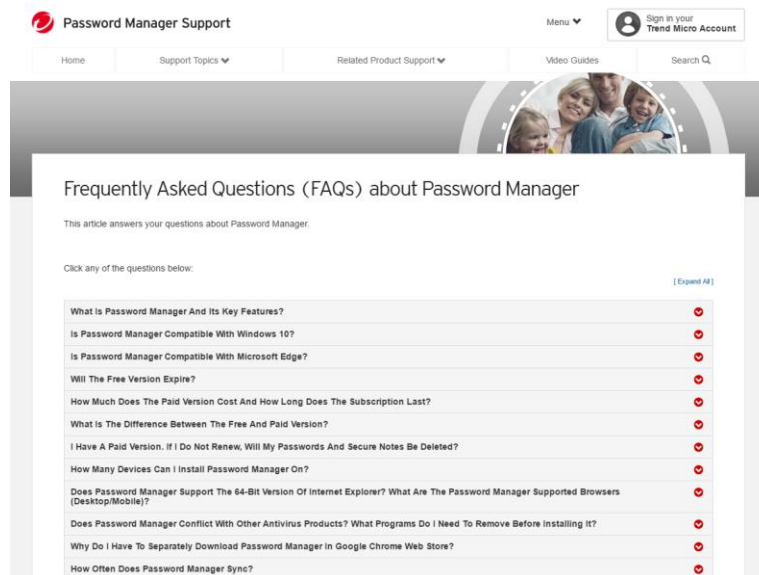 Password Manager Support
Menu
Sign in your
Trend Micro Account
Home
Support Topics
Related Product Support
Video Guides
Search
Frequently Asked Questions (FAQs) about Password Manager
This article answers your questions about Password Manager.
Click any of the questions below:
[ Expand All ]
What Is Password Manager And Its Key Features?
Is Password Manager Compatible With Windows 10?
Is Password Manager Compatible With Microsoft Edge?
Will The Free Version Expire?
How Much Does The Paid Version Cost And How Long Does The Subscription Last?
What Is The Difference Between The Free And Paid Version?
I Have A Paid Version. If I Do Not Renew, Will My Passwords And Secure Notes Be Deleted?
How Many Devices Can I Install Password Manager On?
Does Password Manager Support The 64-Bit Version Of Internet Explorer? What Are The Password Manager Supported Browsers
(Desktop/Mobile)?
Does Password Manager Conflict With Other Antivirus Products? What Programs Do I Need To Remove Before Installing It?
Why Do I Have To Separately Download Password Manager In Google Chrome Web Store?
How Often Does Password Manager Sync?